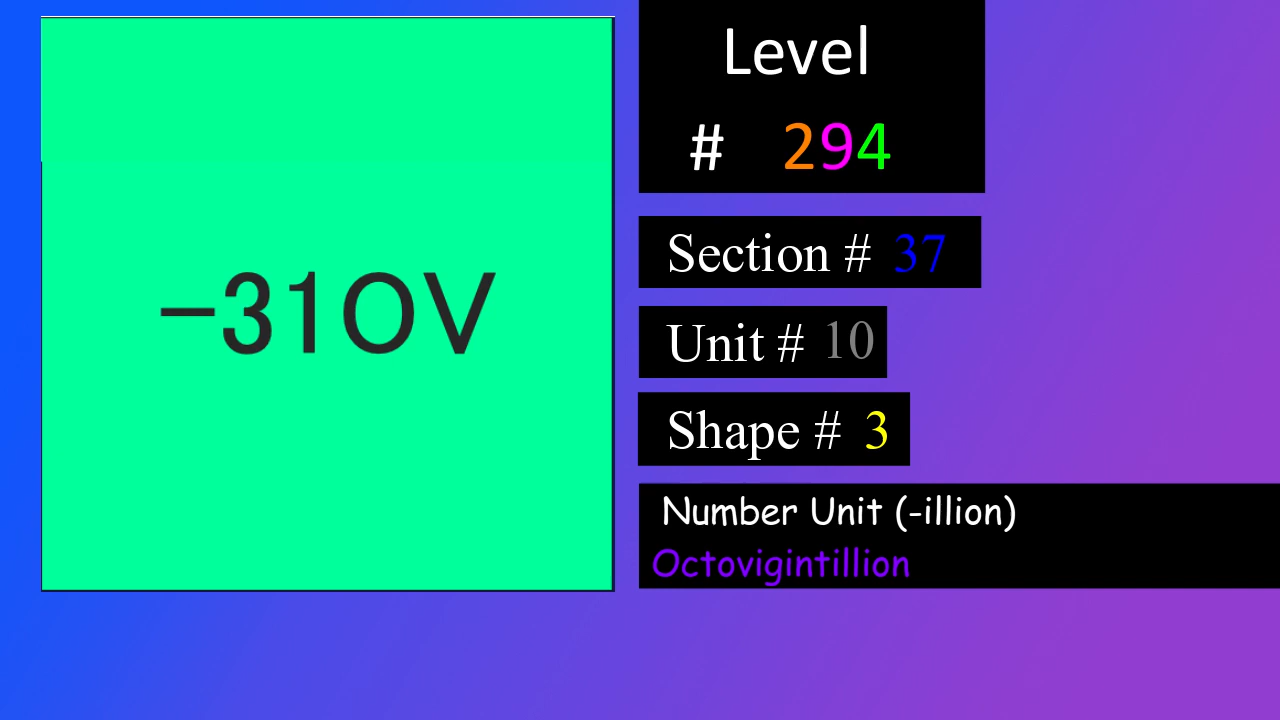 –31OV
Level
# 294
Section # 37
Unit # 10
Shape # 3
Number Unit (-illion)
Octovigintillion